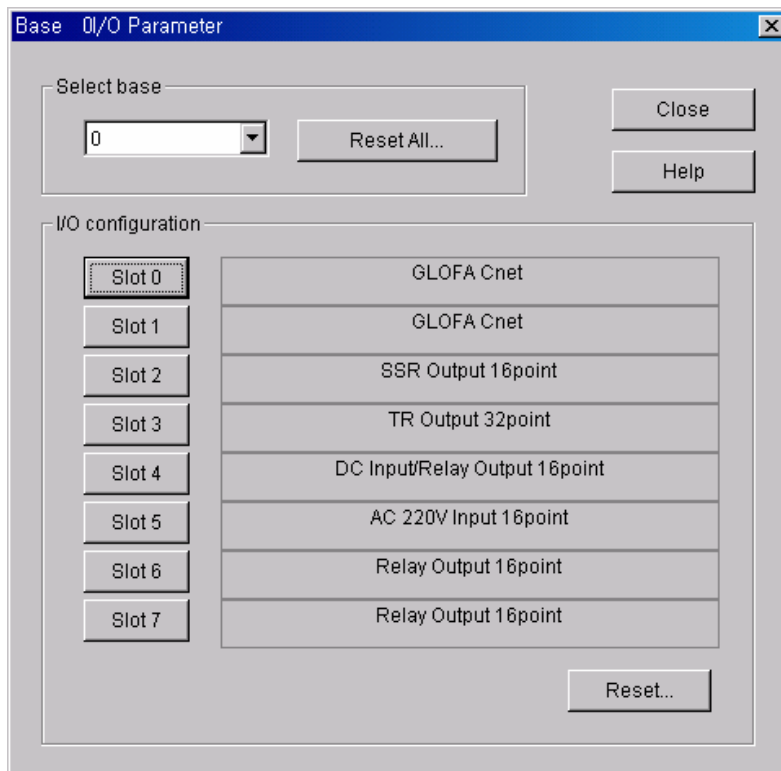 Base 0I/O Parameter
Select base
0
Reset All...
Close
Help
I/O configuration
Slot 0 GLOFA Cnet
Slot 1 GLOFA Cnet
Slot 2 SSR Output 16point
Slot 3 TR Output 32point
Slot 4 DC Input/Relay Output 16point
Slot 5 AC 220V Input 16point
Slot 6 Relay Output 16point
Slot 7 Relay Output 16point
Reset...